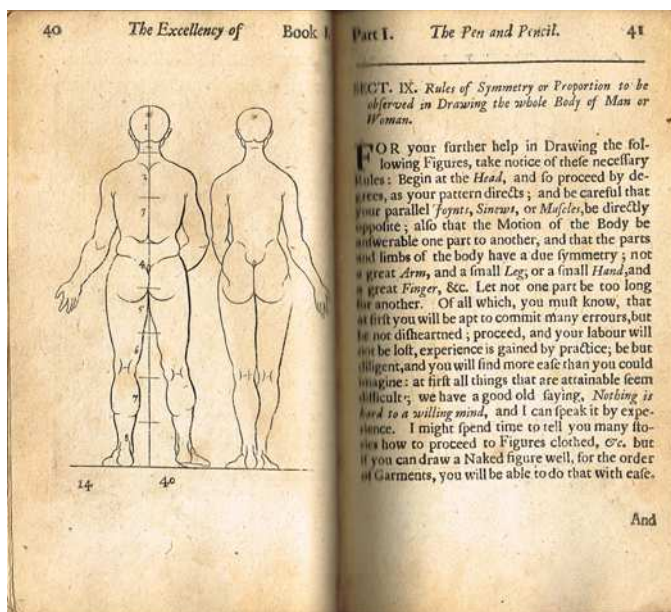 40 The Excellency of Book I.
1
4
5
6
7
8
14 40
Part I. The Pen and Pencil. 41
SECT. IX. Rules of Symmetry or Proportion to be
obſerved in Drawing the whole Body of Man or
Woman.
FOR your further help in Drawing the fol-
lowing Figures, take notice of theſe neceſſary
Rules: Begin at the Head, and ſo proceed by de-
grees, as your pattern directs; and be careful that
your parallel Joynts, Sinews, or Muſcles, be directly
oppoſite; alſo that the Motion of the Body be
anſwerable one part to another, and that the parts
and limbs of the body have a due ſymmetry; not
a great Arm, and a ſmall Leg; or a ſmall Hand, and
a great Finger, &c. Let not one part be too long
for another. Of all which, you muſt know, that
at firſt you will be apt to commit many errours, but
be not diſheartned; proceed, and your labour will
not be loſt, experience is gained by practice; be but
diligent, and you will find more eaſe than you could
imagine: at firſt all things that are attainable ſeem
difficult; we have a good old ſaying, Nothing is
hard to a willing mind, and I can ſpeak it by expe-
rience. I might ſpend time to tell you many ſto-
ries how to proceed to Figures clothed, &c. but
if you can draw a Naked figure well, for the order
of Garments, you will be able to do that with eaſe.
And